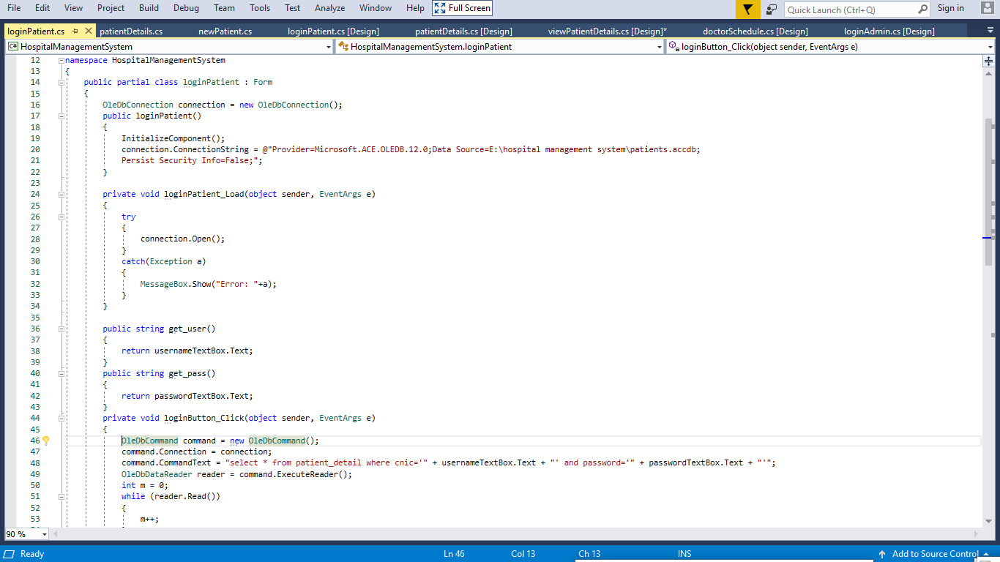 File Edit View Project Build Debug Team Tools Test Analyze Window Help Full Screen Quick Launch (Ctrl+Q) Sign in
loginPatient.cs patientDetails.cs newPatient.cs loginPatient.cs [Design] patientDetails.cs [Design] viewPatientDetails.cs [Design]* doctorSchedule.cs [Design] loginAdmin.cs [Design]
C# HospitalManagementSystem HospitalManagementSystem.loginPatient loginButton_Click(object sender, EventArgs e)
12 namespace HospitalManagementSystem
13 {
14 public partial class loginPatient : Form
15 {
16 OleDbConnection connection = new OleDbConnection();
17 public loginPatient()
18 {
19 InitializeComponent();
20 connection.ConnectionString = @"Provider=Microsoft.ACE.OLEDB.12.0;Data Source=E:\hospital management system\patients.accdb;
21 Persist Security Info=False;";
22 }
23
24 private void loginPatient_Load(object sender, EventArgs e)
25 {
26 try
27 {
28 connection.Open();
29 }
30 catch(Exception a)
31 {
32 MessageBox.Show("Error: "+a);
33 }
34 }
35
36 public string get_user()
37 {
38 return usernameTextBox.Text;
39 }
40 public string get_pass()
41 {
42 return passwordTextBox.Text;
43 }
44 private void loginButton_Click(object sender, EventArgs e)
45 {
46 OleDbCommand command = new OleDbCommand();
47 command.Connection = connection;
48 command.CommandText = "select * from patient_detail where cnic='" + usernameTextBox.Text + "' and password='" + passwordTextBox.Text + "'";
49 OleDbDataReader reader = command.ExecuteReader();
50 int m = 0;
51 while (reader.Read())
52 {
53 m++;
90 %
Ready Ln 46 Col 13 Ch 13 INS Add to Source Control